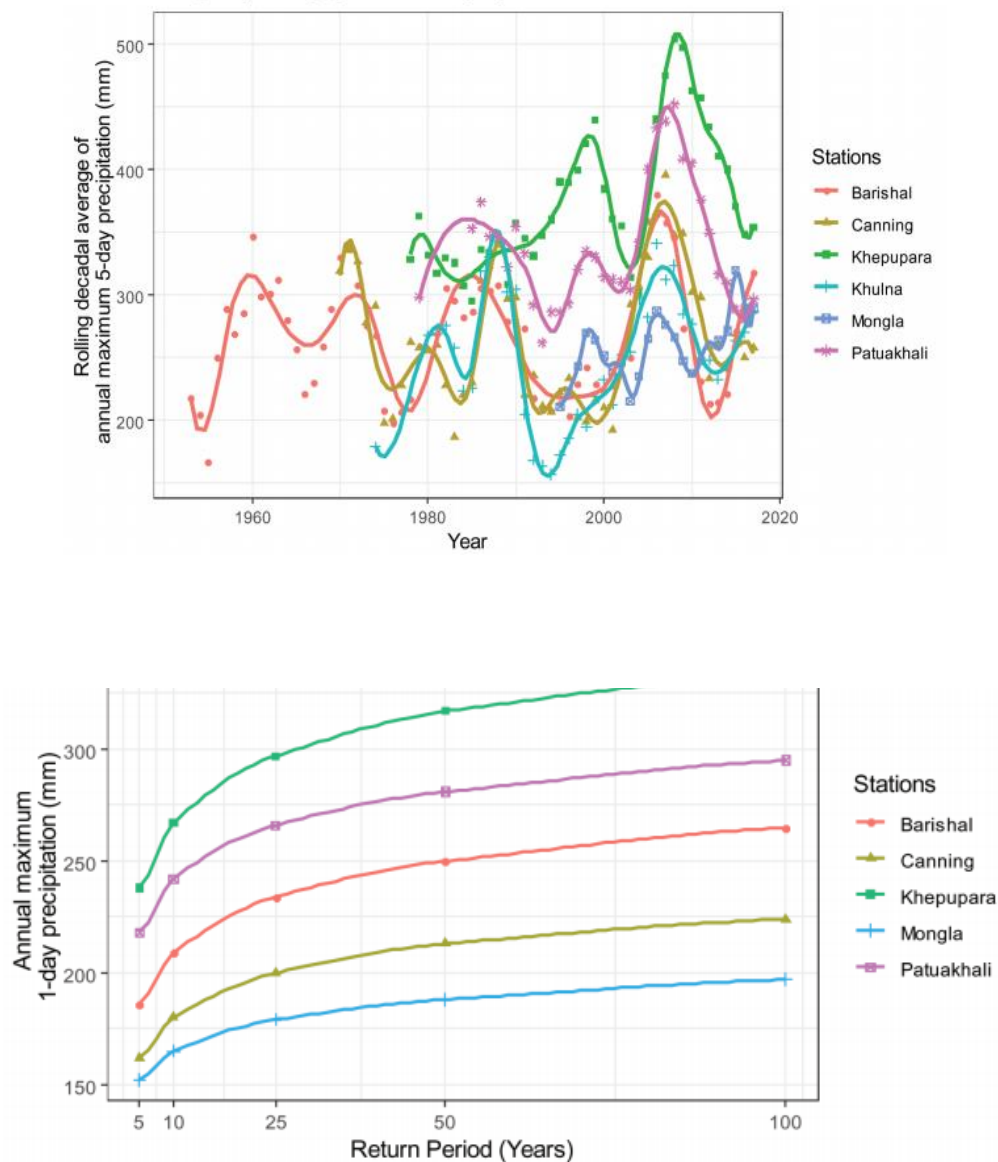 Rolling decadal average of
annual maximum 5-day precipitation (mm)
500
400
300
200
1960
1980
2000
2020
Year
Stations
Barishal
Canning
Khepupara
Khulna
Mongla
Patuakhali
Annual maximum
1-day precipitation (mm)
300
250
200
150
5
10
25
50
100
Return Period (Years)
Stations
Barishal
Canning
Khepupara
Mongla
Patuakhali